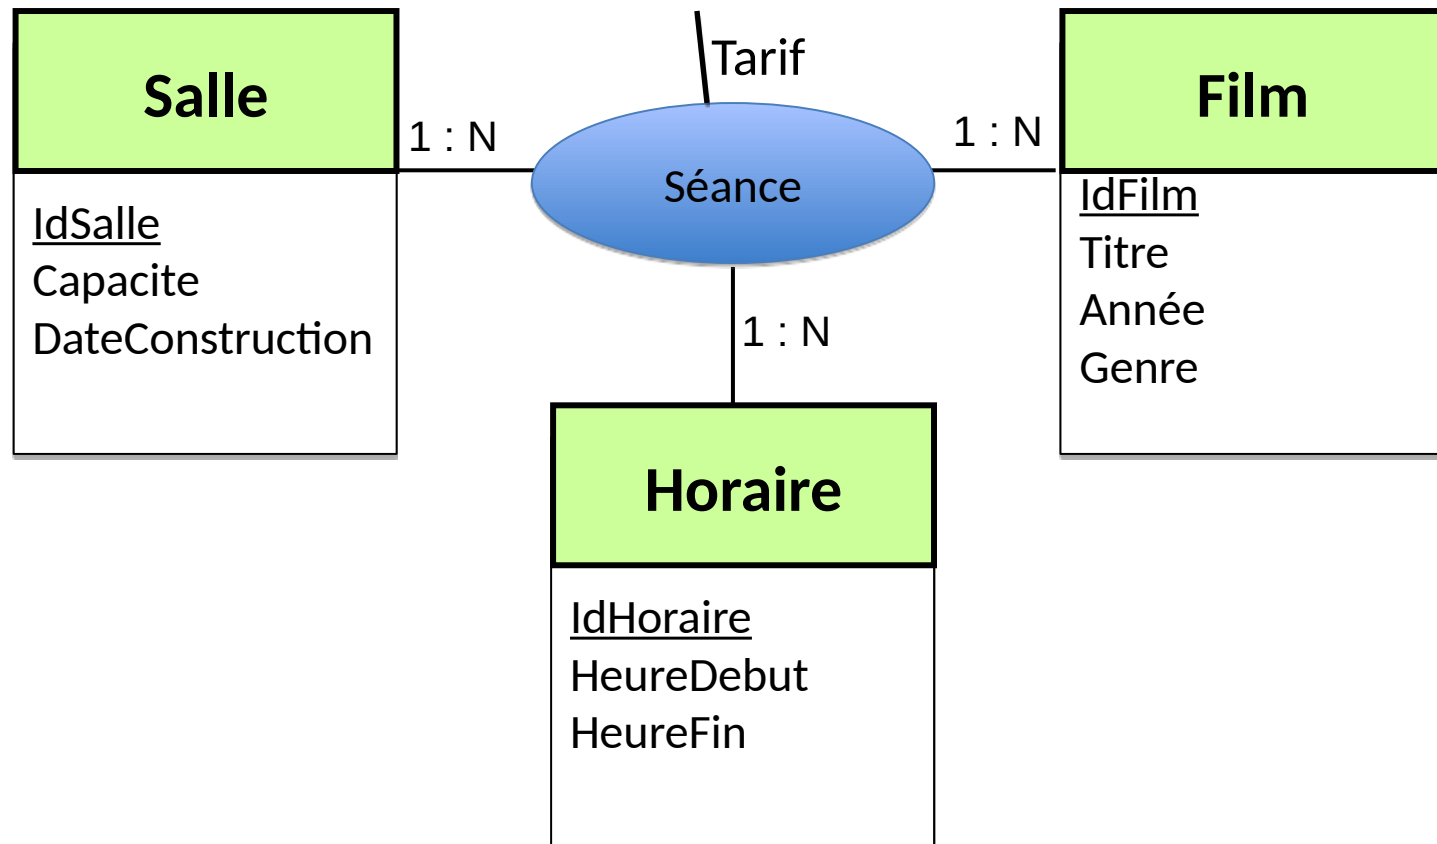 Salle
Tarif
Film
1 : N
1 : N
Séance
IdSalle
Capacite
DateConstruction
IdFilm
Titre
Année
Genre
1 : N
Horaire
IdHoraire
HeureDebut
HeureFin